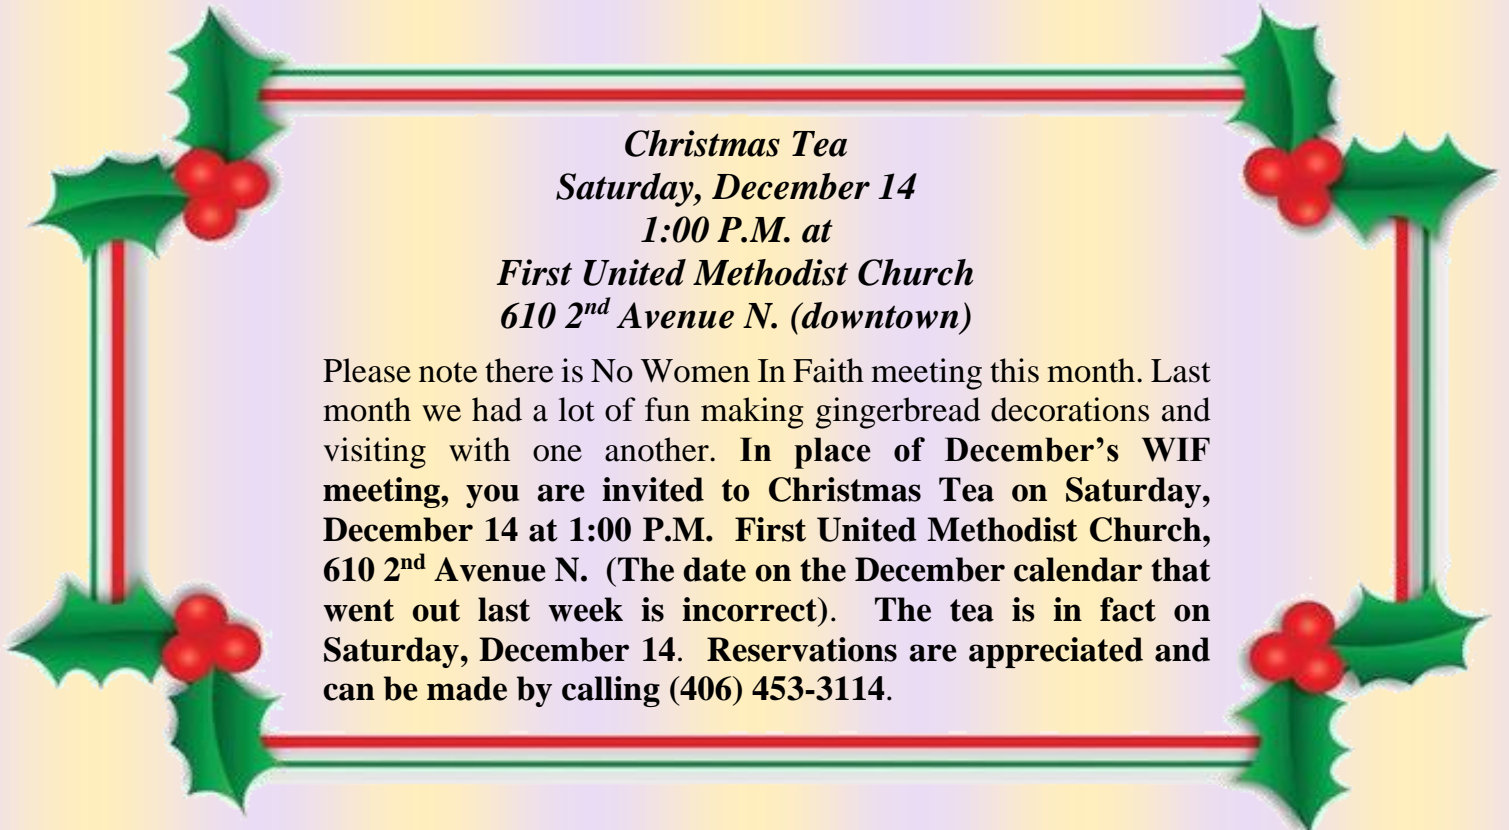 Christmas Tea
Saturday, December 14
1:00 P.M. at
First United Methodist Church
610 2nd Avenue N. (downtown)
Please note there is No Women In Faith meeting this month. Last
month we had a lot of fun making gingerbread decorations and
visiting with one another. In place of December’s WIF
meeting, you are invited to Christmas Tea on Saturday,
December 14 at 1:00 P.M. First United Methodist Church,
610 2nd Avenue N. (The date on the December calendar that
went out last week is incorrect). The tea is in fact on
Saturday, December 14. Reservations are appreciated and
can be made by calling (406) 453-3114.